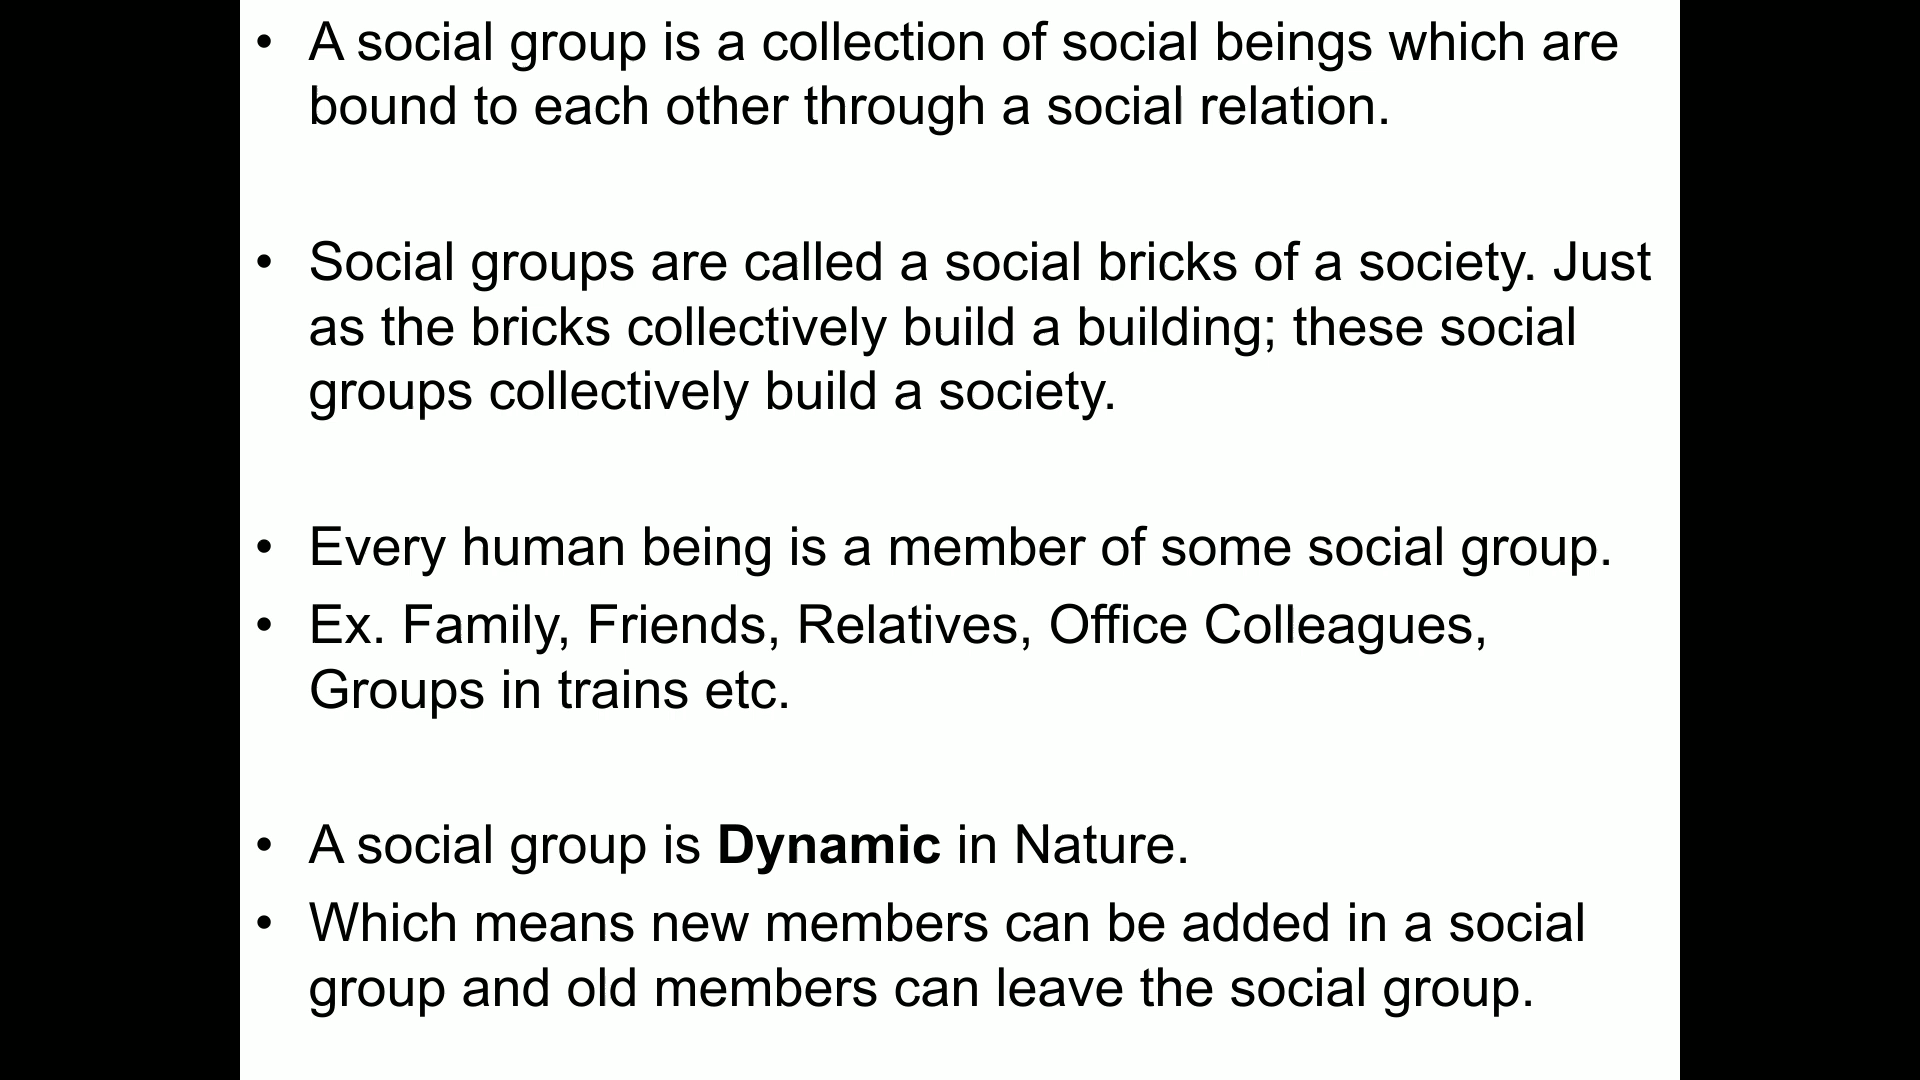 • A social group is a collection of social beings which are
bound to each other through a social relation.
• Social groups are called a social bricks of a society. Just
as the bricks collectively build a building; these social
groups collectively build a society.
• Every human being is a member of some social group.
• Ex. Family, Friends, Relatives, Office Colleagues,
Groups in trains etc.
• A social group is Dynamic in Nature.
• Which means new members can be added in a social
group and old members can leave the social group.